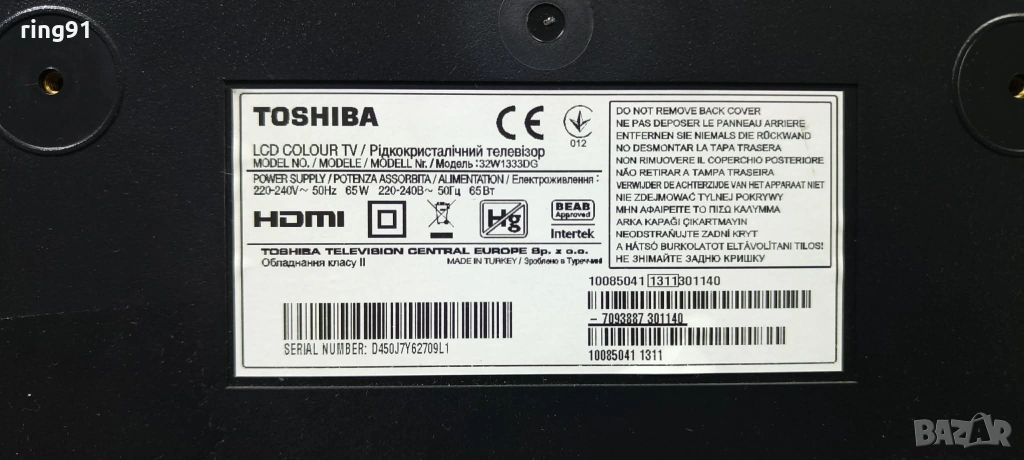 ring91
TOSHIBA
CE
012
LCD COLOUR TV / Рідкокристалічний телевізор
MODEL NO. / MODELE / MODELL Nr. / Модель :32W1333DG
POWER SUPPLY / POTENZA ASSORBITA / ALIMENTATION / Електроживлення :
220-240V~ 50Hz 65W 220-240В~ 50Гц 65Вт
HDMI
Hg
BEAB
Approved
Intertek
TOSHIBA TELEVISION CENTRAL EUROPE Sp. z o.o.
Обладнання класу II
MADE IN TURKEY / Зроблено в Туреччині
SERIAL NUMBER: D450J7Y62709L1
DO NOT REMOVE BACK COVER
NE PAS DEPOSER LE PANNEAU ARRIERE
ENTFERNEN SIE NIEMALS DIE RÜCKWAND
NO DESMONTAR LA TAPA TRASERA
NON RIMUOVERE IL COPERCHIO POSTERIORE
NÃO RETIRAR A TAMPA TRASEIRA
VERWIJDER DE ACHTERZIJDE VAN HET APPARAAT NIET
NIE ZDEJMOWAĆ TYLNEJ POKRYWY
ΜΗΝ ΑΦΑΙΡΕΙΤΕ ΤΟ ΠΙΣΩ ΚΑΛΥΜΜΑ
ARKA KAPAĞI ÇIKARTMAYIN
NEODSTRAŇUJTE ZADNÍ KRYT
A HÁTSÓ BURKOLATOT ELTÁVOLÍTANI TILOS!
НЕ ЗНІМАЙТЕ ЗАДНЮ КРИШКУ
10085041 1311 301140
- 7093887 301140
10085041 1311
BAZAR